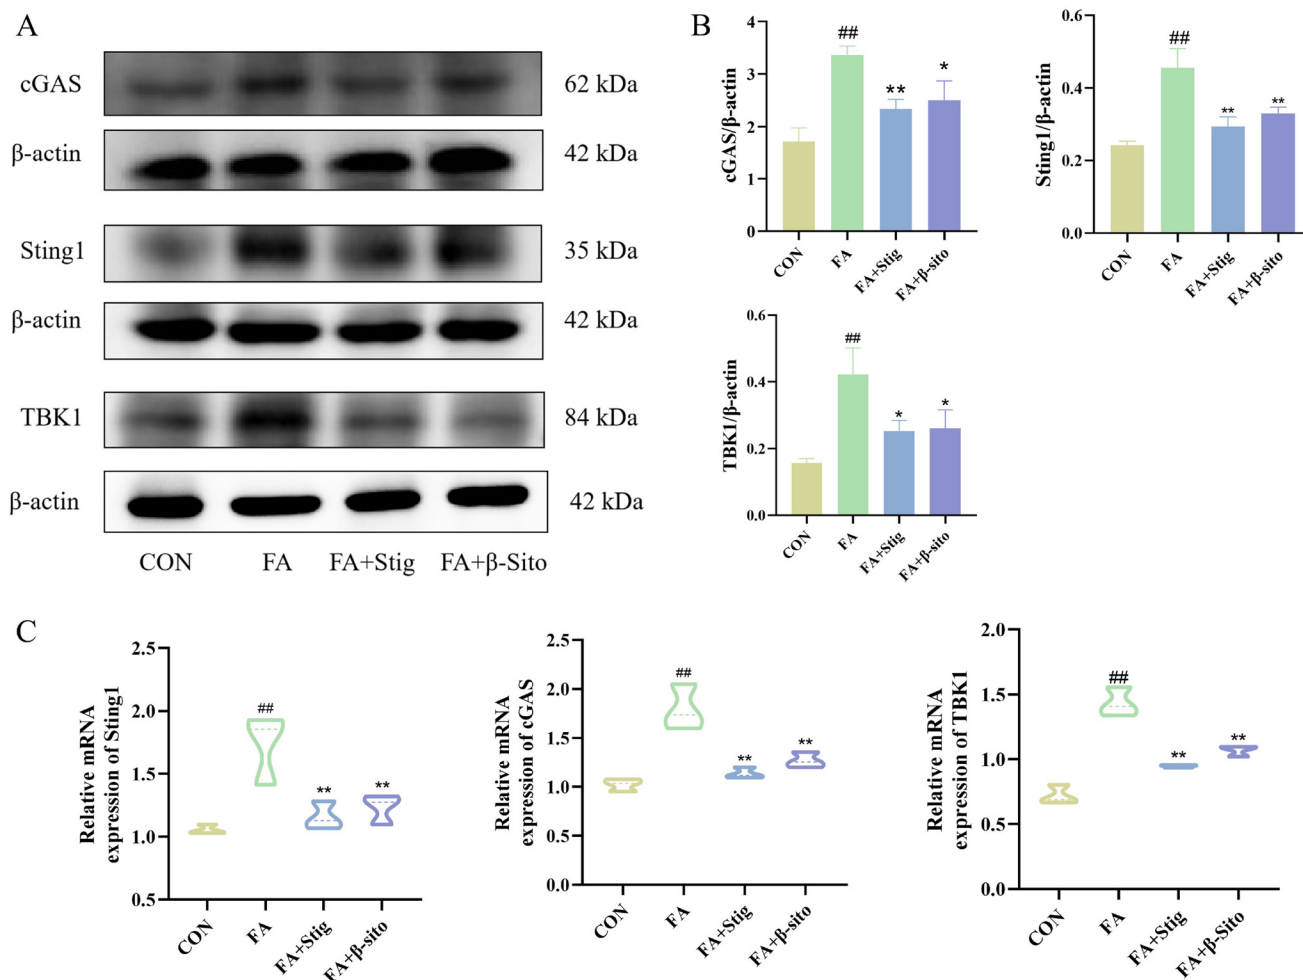 A
cGAS 62 kDa
β-actin 42 kDa
Sting1 35 kDa
β-actin 42 kDa
TBK1 84 kDa
β-actin 42 kDa
CON FA FA+Stig FA+β-Sito
B
cGAS/β-actin
4
3
2
1
0
##
**
*
CON FA FA+Stig FA+β-sito
Sting1/β-actin
0.6
0.4
0.2
0.0
##
**
**
CON FA FA+Stig FA+β-sito
TBK1/β-actin
0.6
0.4
0.2
0.0
##
*
*
CON FA FA+Stig FA+β-sito
C
Relative mRNA
expression of Sting1
2.5
2.0
1.5
1.0
0.5
##
**
**
CON FA FA+Stig FA+β-sito
Relative mRNA
expression of cGAS
2.5
2.0
1.5
1.0
0.5
0.0
##
**
**
CON FA FA+Stig FA+β-sito
Relative mRNA
expression of TBK1
2.0
1.5
1.0
0.5
0.0
##
**
**
CON FA FA+Stig FA+β-sito